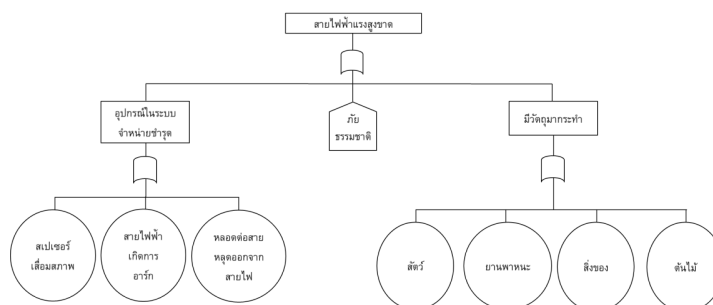 สายไฟฟ้าแรงสูงขาด
อุปกรณ์ในระบบ
จำหน่ายชำรุด
ภัย
ธรรมชาติ
มีวัตถุมากระทำ
สเปเซอร์
เสื่อมสภาพ
สายไฟฟ้า
เกิดการ
อาร์ก
หลอดต่อสาย
หลุดออกจาก
สายไฟ
สัตว์
ยานพาหนะ
สิ่งของ
ต้นไม้